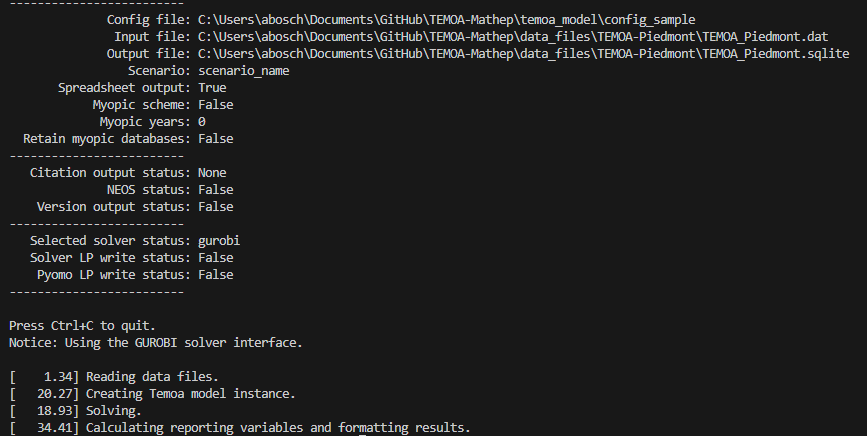 -------------------------
Config file: C:\Users\abosch\Documents\GitHub\TEMOA-Mathep\temoa_model\config_sample
Input file: C:\Users\abosch\Documents\GitHub\TEMOA-Mathep\data_files\TEMOA-Piedmont\TEMOA_Piedmont.dat
Output file: C:\Users\abosch\Documents\GitHub\TEMOA-Mathep\data_files\TEMOA-Piedmont\TEMOA_Piedmont.sqlite
Scenario: scenario_name
Spreadsheet output: True
Myopic scheme: False
Myopic years: 0
Retain myopic databases: False
-------------------------
Citation output status: None
NEOS status: False
Version output status: False
-------------------------
Selected solver status: gurobi
Solver LP write status: False
Pyomo LP write status: False
-------------------------
Press Ctrl+C to quit.
Notice: Using the GUROBI solver interface.
[    1.34] Reading data files.
[   20.27] Creating Temoa model instance.
[   18.93] Solving.
[   34.41] Calculating reporting variables and formatting results.